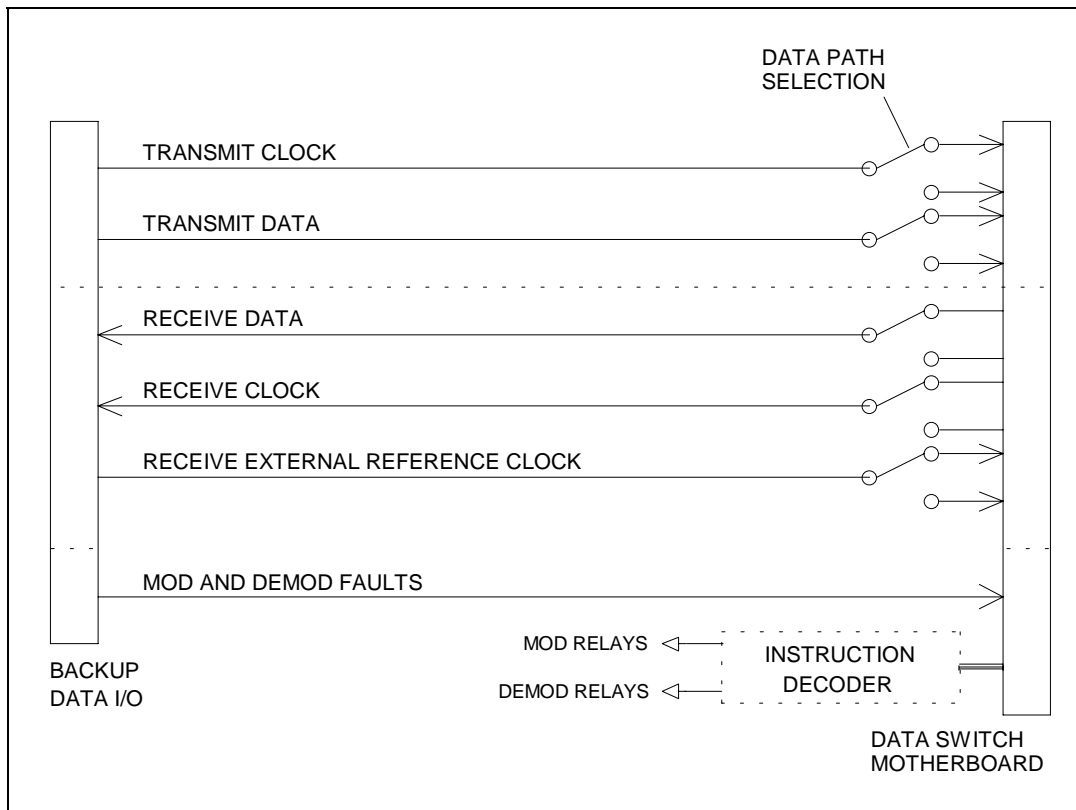 DATA PATH
SELECTION
TRANSMIT CLOCK
TRANSMIT DATA
RECEIVE DATA
RECEIVE CLOCK
RECEIVE EXTERNAL REFERENCE CLOCK
MOD AND DEMOD FAULTS
MOD RELAYS
DEMOD RELAYS
INSTRUCTION
DECODER
BACKUP
DATA I/O
DATA SWITCH
MOTHERBOARD